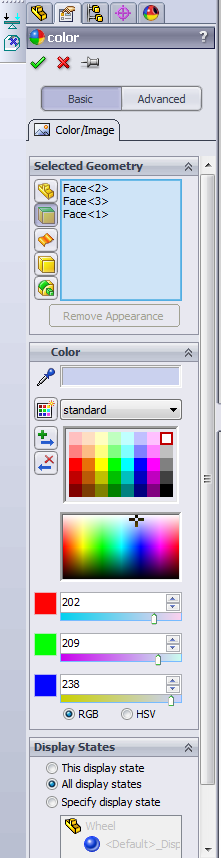 color
?
Basic Advanced
Color/Image
Selected Geometry
Face<2>
Face<3>
Face<1>
Remove Appearance
Color
standard
202
209
238
RGB HSV
Display States
This display state
All display states
Specify display state
Wheel
<Default>_Disp